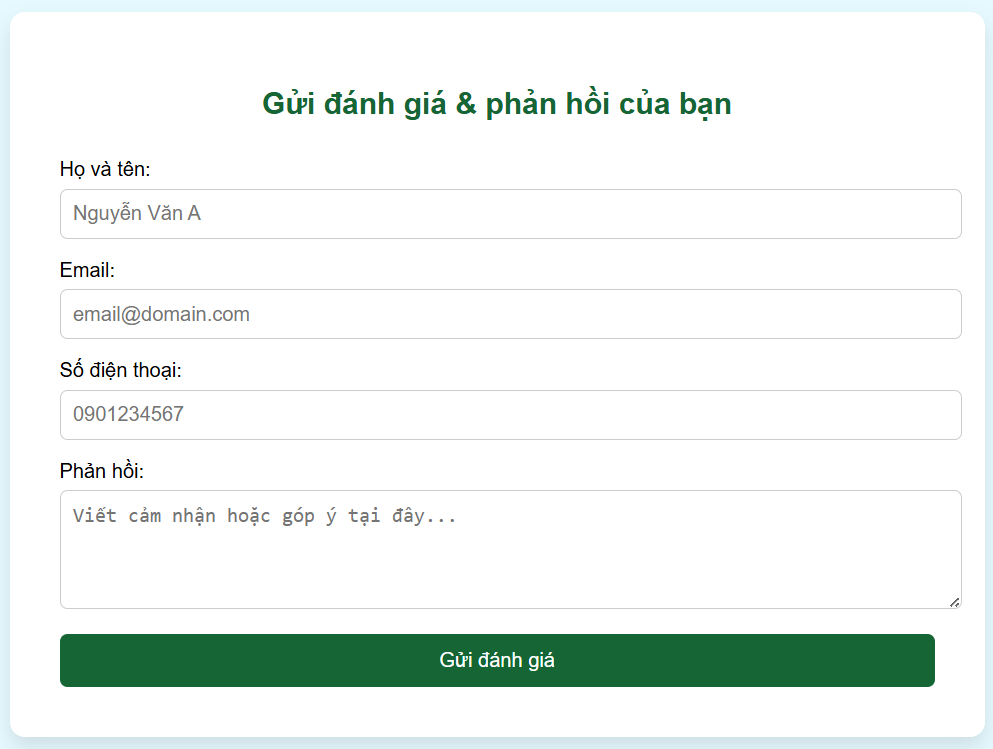 Gửi đánh giá & phản hồi của bạn
Họ và tên:
Nguyễn Văn A
Email:
email@domain.com
Số điện thoại:
0901234567
Phản hồi:
Viết cảm nhận hoặc góp ý tại đây...
Gửi đánh giá